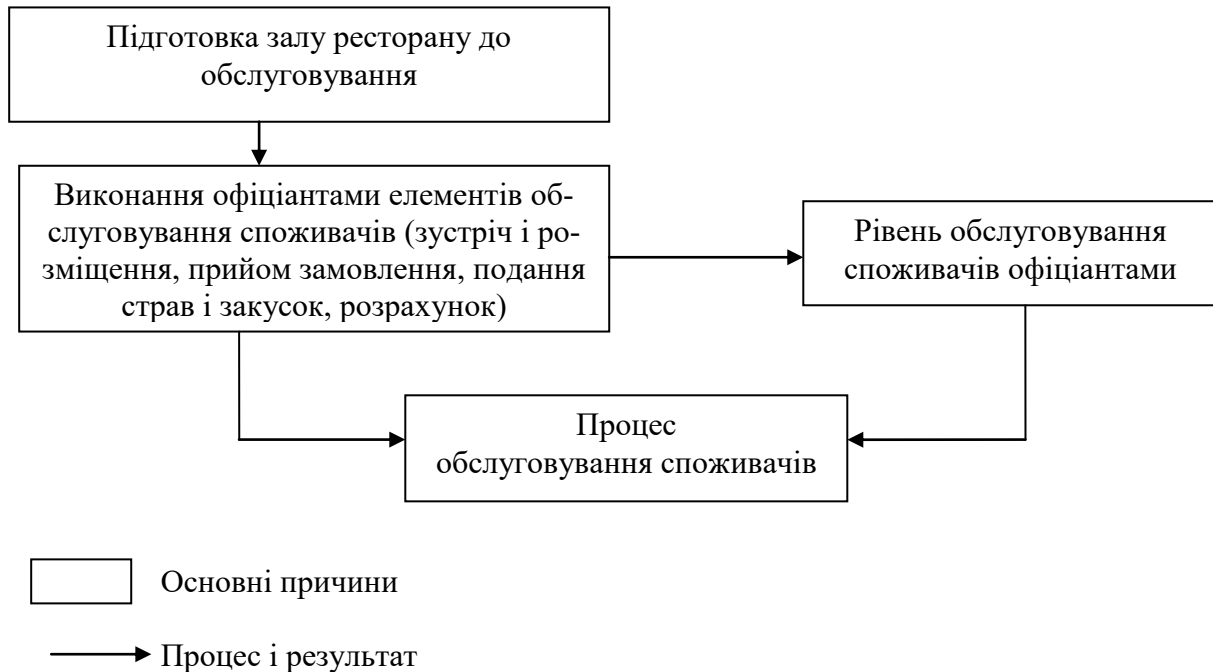 Підготовка залу ресторану до
обслуговування
Виконання офіціантами елементів об-
слуговування споживачів (зустріч і ро-
зміщення, прийом замовлення, подання
страв і закусок, розрахунок)
Рівень обслуговування
споживачів офіціантами
Процес
обслуговування споживачів
Основні причини
Процес і результат